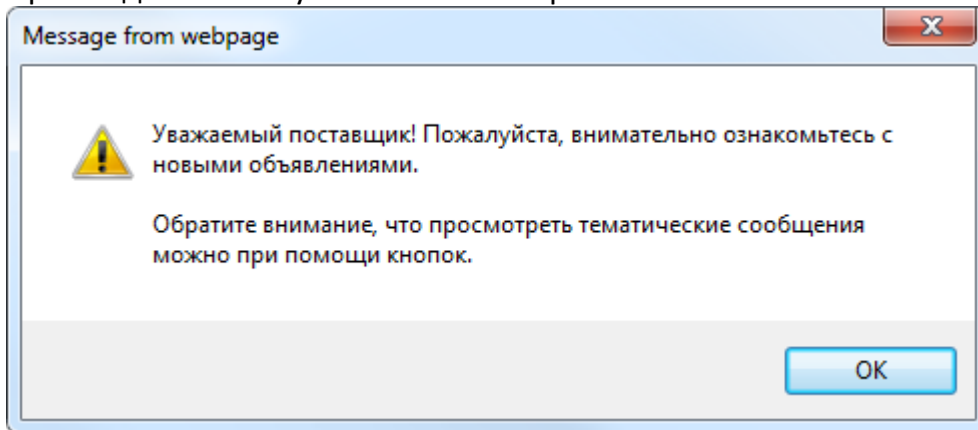 Message from webpage
Уважаемый поставщик! Пожалуйста, внимательно ознакомьтесь с
новыми объявлениями.
Обратите внимание, что просмотреть тематические сообщения
можно при помощи кнопок.
OK